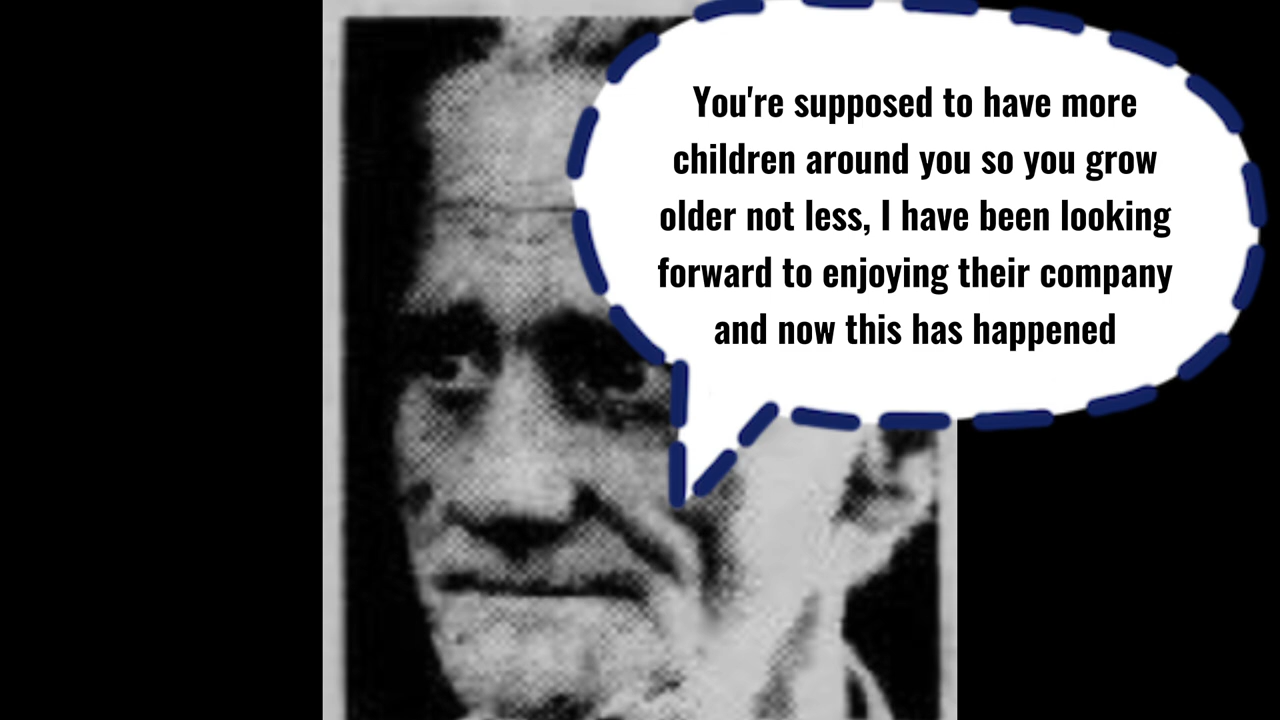 You're supposed to have more
children around you so you grow
older not less, I have been looking
forward to enjoying their company
and now this has happened